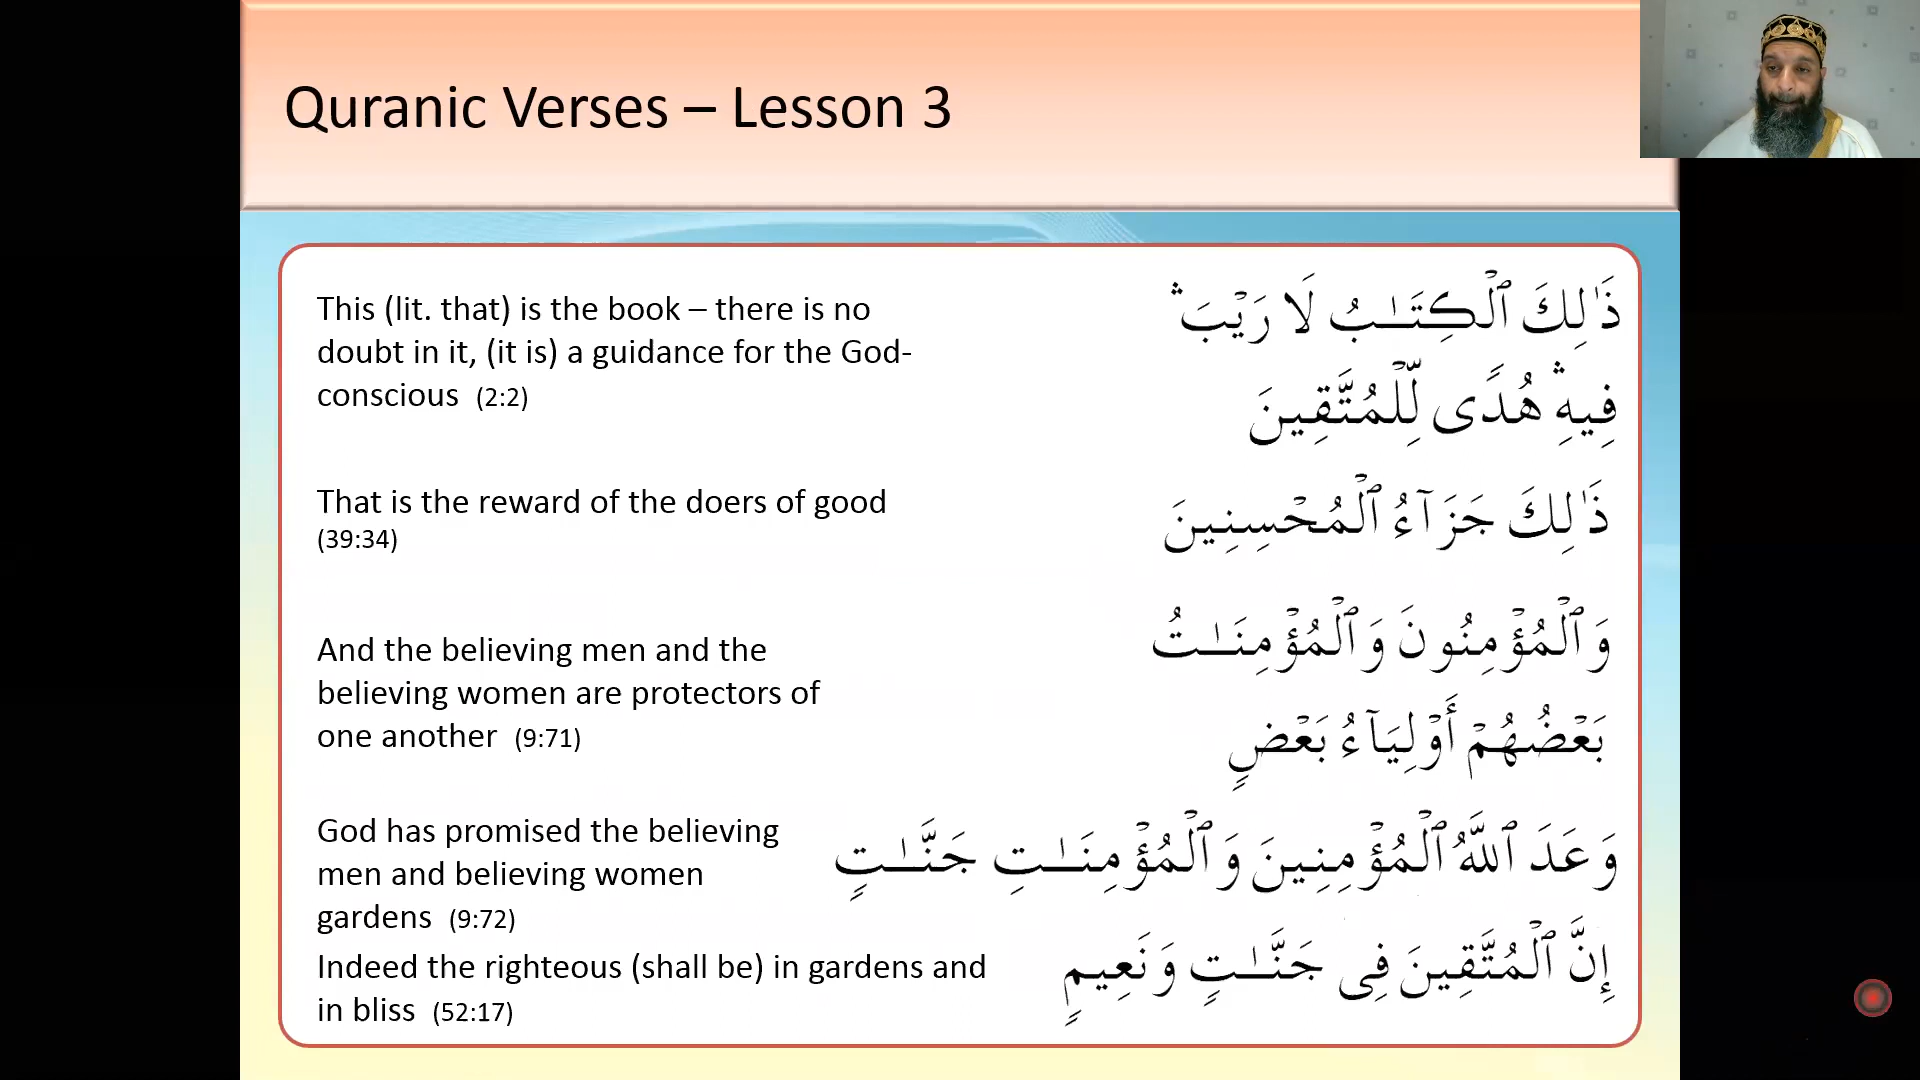 Quranic Verses – Lesson 3
This (lit. that) is the book – there is no
doubt in it, (it is) a guidance for the God-
conscious (2:2)
ذَٰلِكَ ٱلْكِتَـٰبُ لَا رَيْبَ ۛ
فِيهِ ۛ هُدًى لِّلْمُتَّقِينَ
That is the reward of the doers of good
(39:34)
ذَٰلِكَ جَزَآءُ ٱلْمُحْسِنِينَ
And the believing men and the
believing women are protectors of
one another (9:71)
وَٱلْمُؤْمِنُونَ وَٱلْمُؤْمِنَـٰتُ
بَعْضُهُمْ أَوْلِيَآءُ بَعْضٍ
God has promised the believing
men and believing women
gardens (9:72)
وَعَدَ ٱللَّهُ ٱلْمُؤْمِنِينَ وَٱلْمُؤْمِنَـٰتِ جَنَّـٰتٍ
Indeed the righteous (shall be) in gardens and
in bliss (52:17)
إِنَّ ٱلْمُتَّقِينَ فِى جَنَّـٰتٍ وَنَعِيمٍ